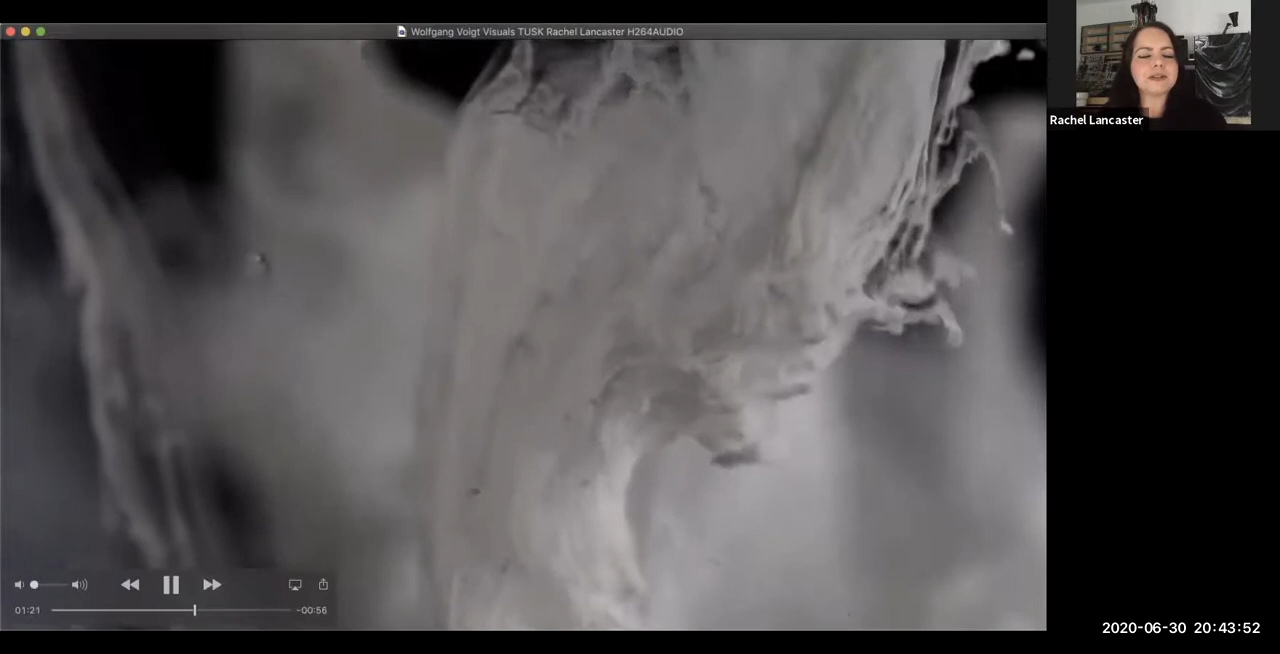 Wolfgang Voigt Visuals TUSK Rachel Lancaster H264AUDIO
Rachel Lancaster
01:21
-00:56
2020-06-30 20:43:52